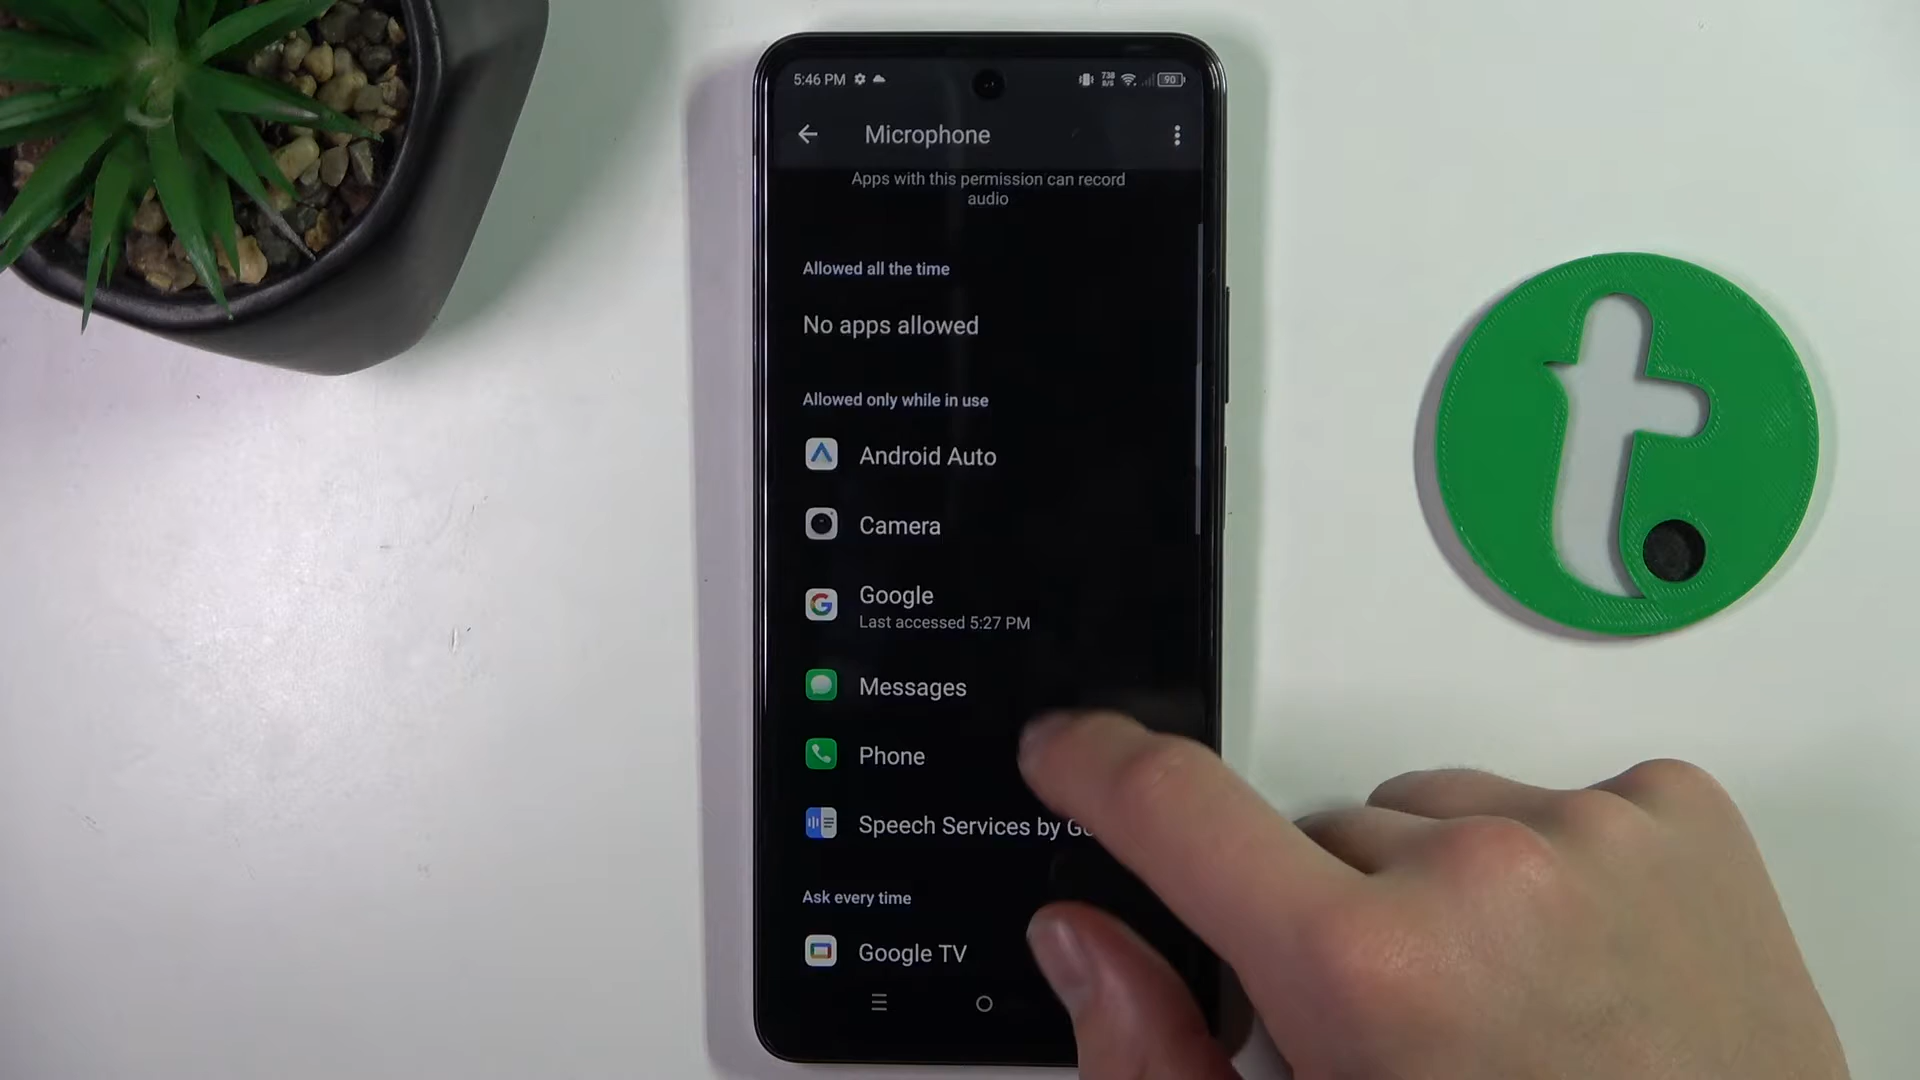 5:46 PM
738
B/S
90
Microphone
Apps with this permission can record
audio
Allowed all the time
No apps allowed
Allowed only while in use
Android Auto
Camera
Google
Last accessed 5:27 PM
Messages
Phone
Speech Services by
Ask every time
Google TV
t